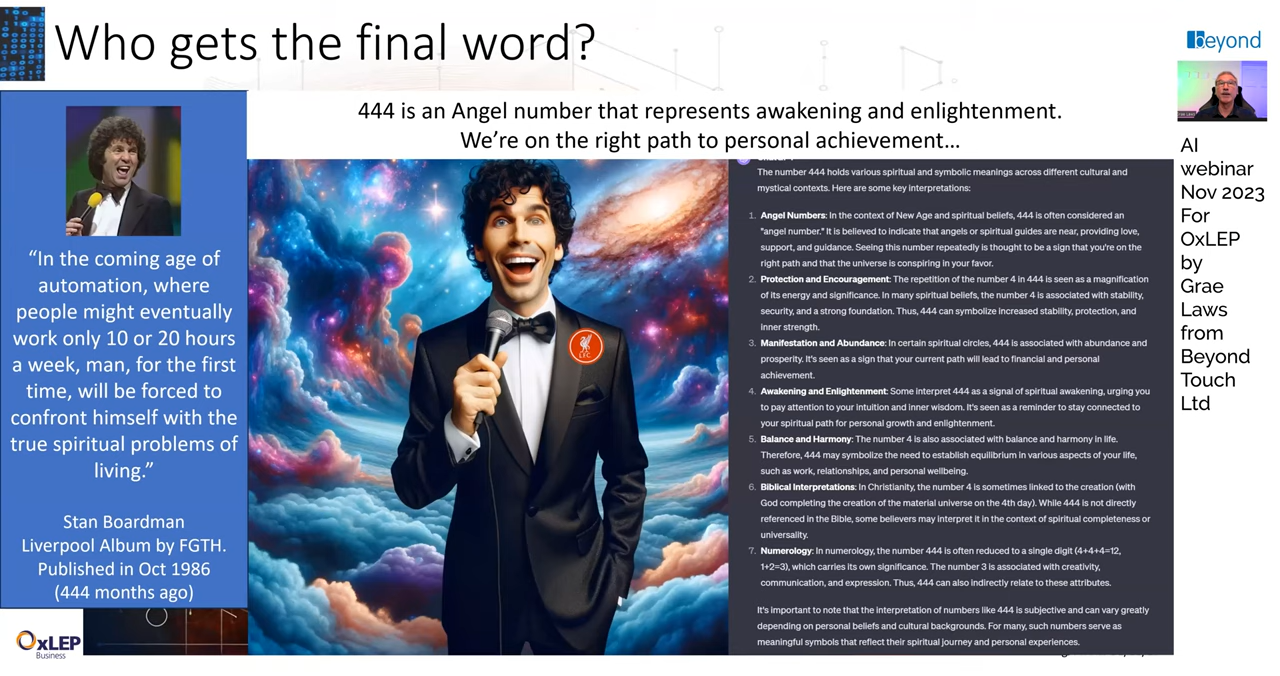 Who gets the final word?
beyond
444 is an Angel number that represents awakening and enlightenment.
We’re on the right path to personal achievement…
“In the coming age of
automation, where
people might eventually
work only 10 or 20 hours
a week, man, for the first
time, will be forced to
confront himself with the
true spiritual problems of
living.”
Stan Boardman
Liverpool Album by FGTH.
Published in Oct 1986
(444 months ago)
OxLEP
Business
L.F.C.
The number 444 holds various spiritual and symbolic meanings across different cultural and
mystical contexts. Here are some key interpretations:
1. Angel Numbers: In the context of New Age and spiritual beliefs, 444 is often considered an
"angel number." It is believed to indicate that angels or spiritual guides are near, providing love,
support, and guidance. Seeing this number repeatedly is thought to be a sign that you're on the
right path and that the universe is conspiring in your favor.
2. Protection and Encouragement: The repetition of the number 4 in 444 is seen as a magnification
of its energy and significance. In many spiritual beliefs, the number 4 is associated with stability,
security, and a strong foundation. Thus, 444 can symbolize increased stability, protection, and
inner strength.
3. Manifestation and Abundance: In certain spiritual circles, 444 is associated with abundance and
prosperity. It's seen as a sign that your current path will lead to financial and personal
achievement.
4. Awakening and Enlightenment: Some interpret 444 as a signal of spiritual awakening, urging you
to pay attention to your intuition and inner wisdom. It's seen as a reminder to stay connected to
your spiritual path for personal growth and enlightenment.
5. Balance and Harmony: The number 4 is also associated with balance and harmony in life.
Therefore, 444 may symbolize the need to establish equilibrium in various aspects of your life,
such as work, relationships, and personal wellbeing.
6. Biblical Interpretations: In Christianity, the number 4 is sometimes linked to the creation (with
God completing the creation of the material universe on the 4th day). While 444 is not directly
referenced in the Bible, some believers may interpret it in the context of spiritual completeness or
universality.
7. Numerology: In numerology, the number 444 is often reduced to a single digit (4+4+4=12,
1+2=3), which carries its own significance. The number 3 is associated with creativity,
communication, and expression. Thus, 444 can also indirectly relate to these attributes.
It's important to note that the interpretation of numbers like 444 is subjective and can vary greatly
depending on personal beliefs and cultural backgrounds. For many, such numbers serve as
meaningful symbols that reflect their spiritual journey and personal experiences.
AI
webinar
Nov 2023
For
OxLEP
by
Grae
Laws
from
Beyond
Touch
Ltd